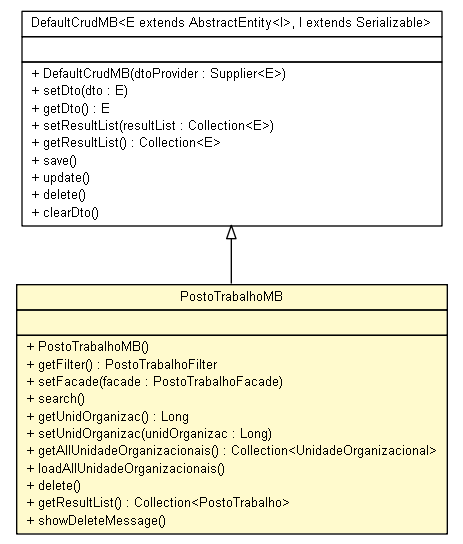 DefaultCrudMB<E extends AbstractEntity<I>, I extends Serializable>
+ DefaultCrudMB(dtoProvider : Supplier<E>)
+ setDto(dto : E)
+ getDto() : E
+ setResultList(resultList : Collection<E>)
+ getResultList() : Collection<E>
+ save()
+ update()
+ delete()
+ clearDto()
PostoTrabalhoMB
+ PostoTrabalhoMB()
+ getFilter() : PostoTrabalhoFilter
+ setFacade(facade : PostoTrabalhoFacade)
+ search()
+ getUnidOrganizac() : Long
+ setUnidOrganizac(unidOrganizac : Long)
+ getAllUnidadeOrganizacionais() : Collection<UnidadeOrganizacional>
+ loadAllUnidadeOrganizacionais()
+ delete()
+ getResultList() : Collection<PostoTrabalho>
+ showDeleteMessage()